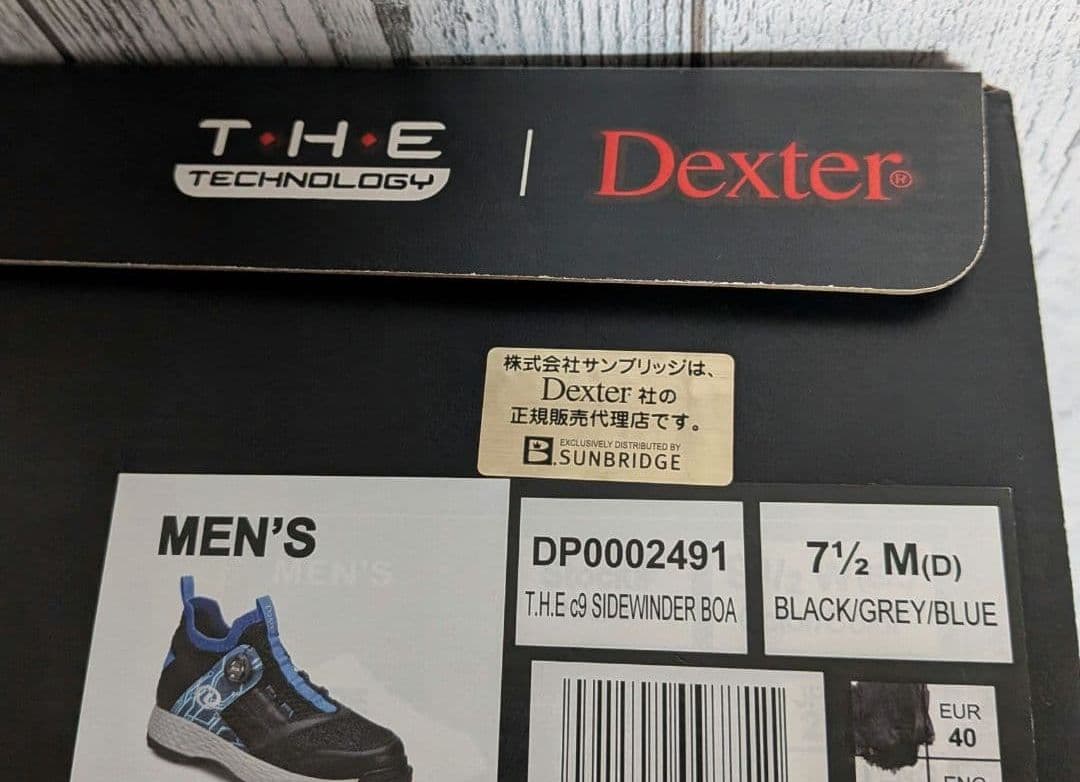 T·H·E
TECHNOLOGY
Dexter®
株式会社サンブリッジは、
Dexter 社の
正規販売代理店です。
B.
EXCLUSIVELY DISTRIBUTED BY
SUNBRIDGE
MEN'S
MEN'S
DP0002491
T.H.E c9 SIDEWINDER BOA
7½ M(D)
BLACK/GREY/BLUE
EUR
40